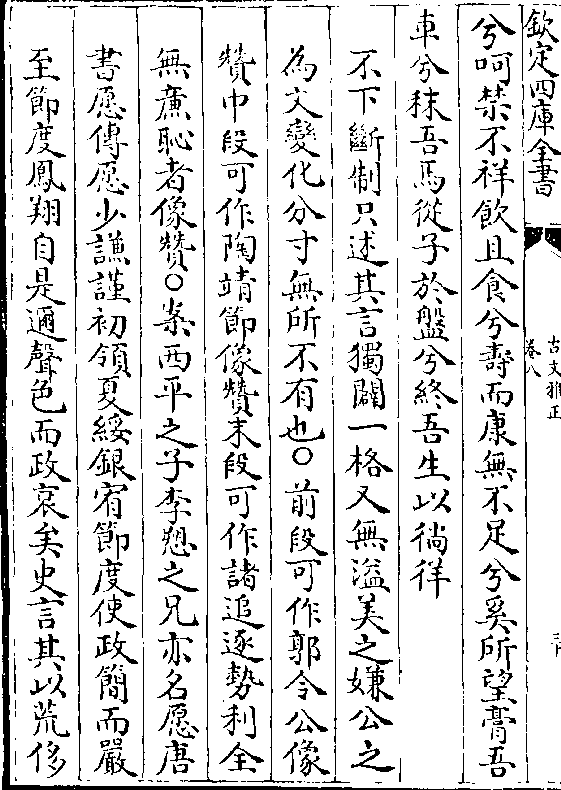 欽定四庫全書
古文雅正
卷八
兮呵禁不祥飲且食兮壽而康無不足兮奚所望膏吾
車兮秣吾馬從子於盤兮終吾生以徜徉
不下斷制只述其言獨闢一格又無溢美之嫌公之
為文變化分寸無所不有也○前段可作郭令公像
贊中段可作陶靖節像贊末段可作諸追逐勢利全
無亷恥者像贊○案西平之子李愬之兄亦名愿唐
書愿傳愿少謙謹初領夏綏銀宥節度使政簡而嚴
至節度鳳翔自是邇聲色而政衰矣史言其以荒侈